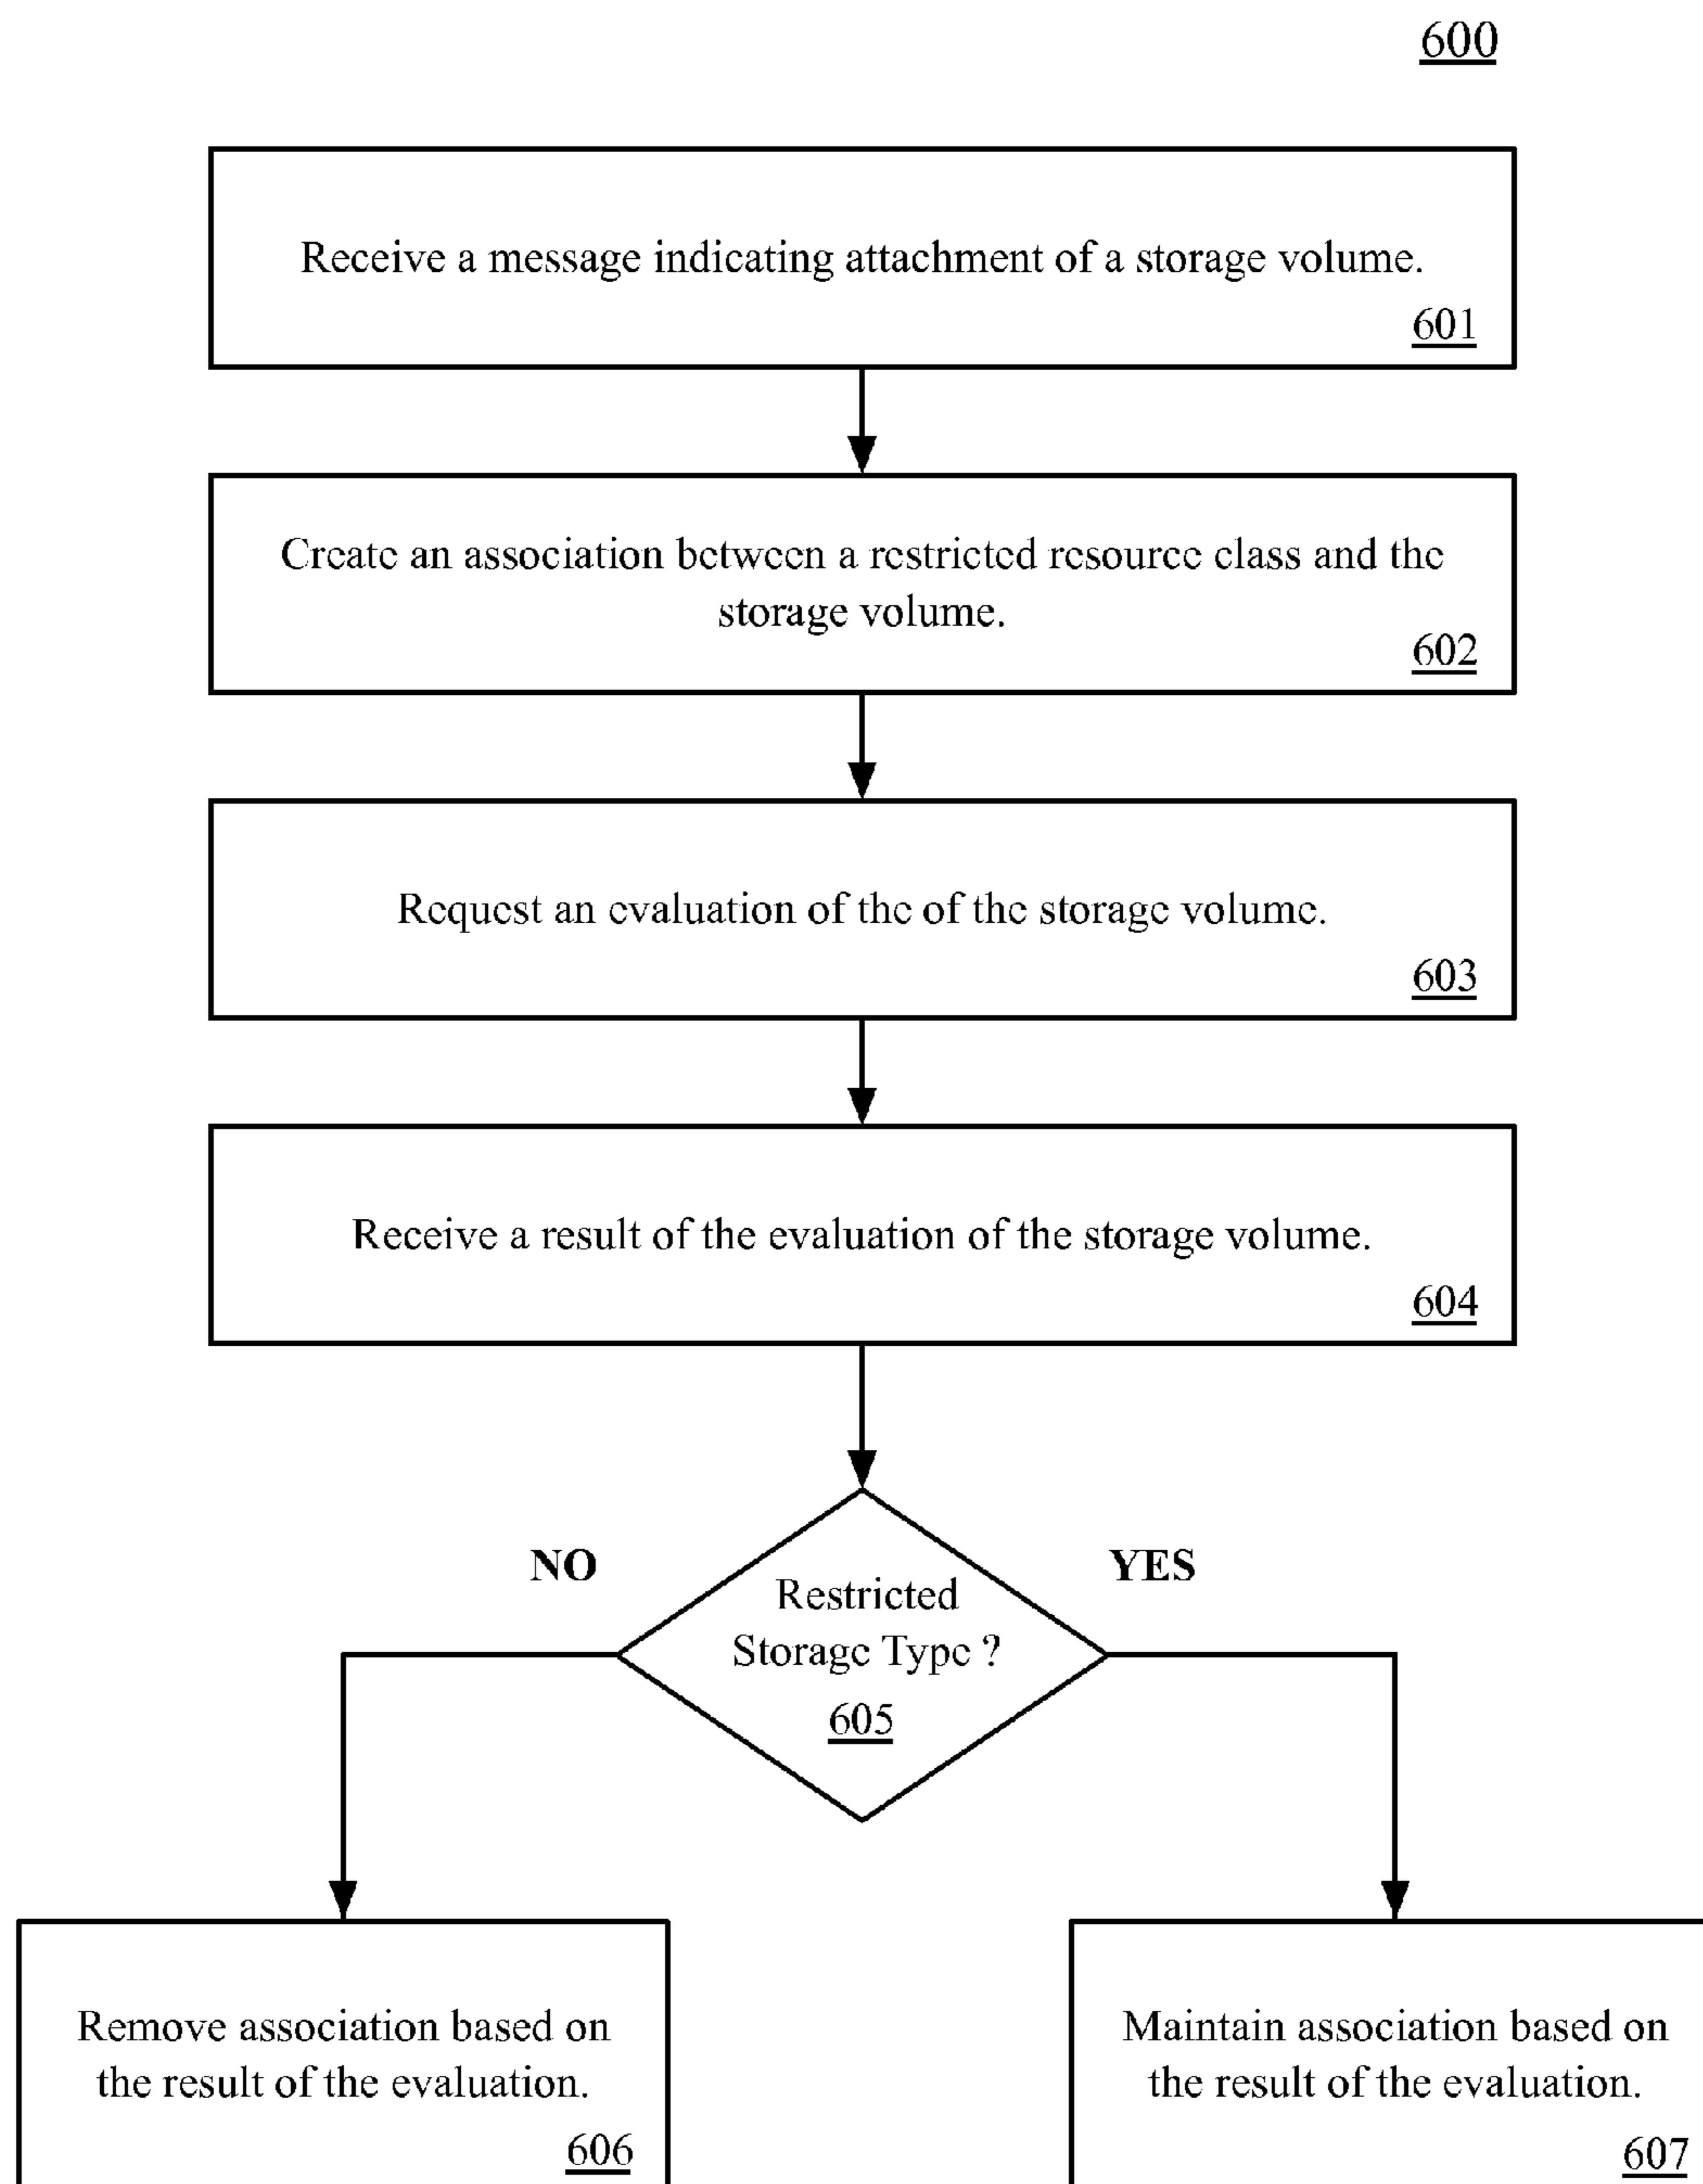 600
Receive a message indicating attachment of a storage volume.
601
Create an association between a restricted resource class and the
storage volume.
602
Request an evaluation of the of the storage volume.
603
Receive a result of the evaluation of the storage volume.
604
NO
YES
Restricted
Storage Type ?
605
Remove association based on
the result of the evaluation.
606
Maintain association based on
the result of the evaluation.
607